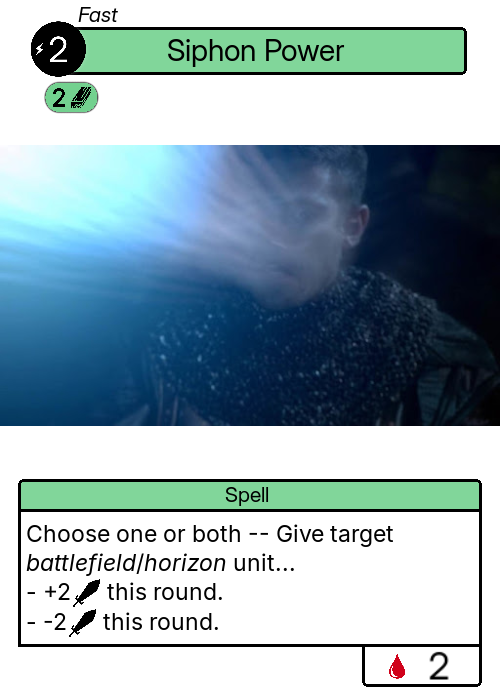 Fast
2
Siphon Power
2
Spell
Choose one or both -- Give target
battlefield/horizon unit...
- +2 this round.
- -2 this round.
2